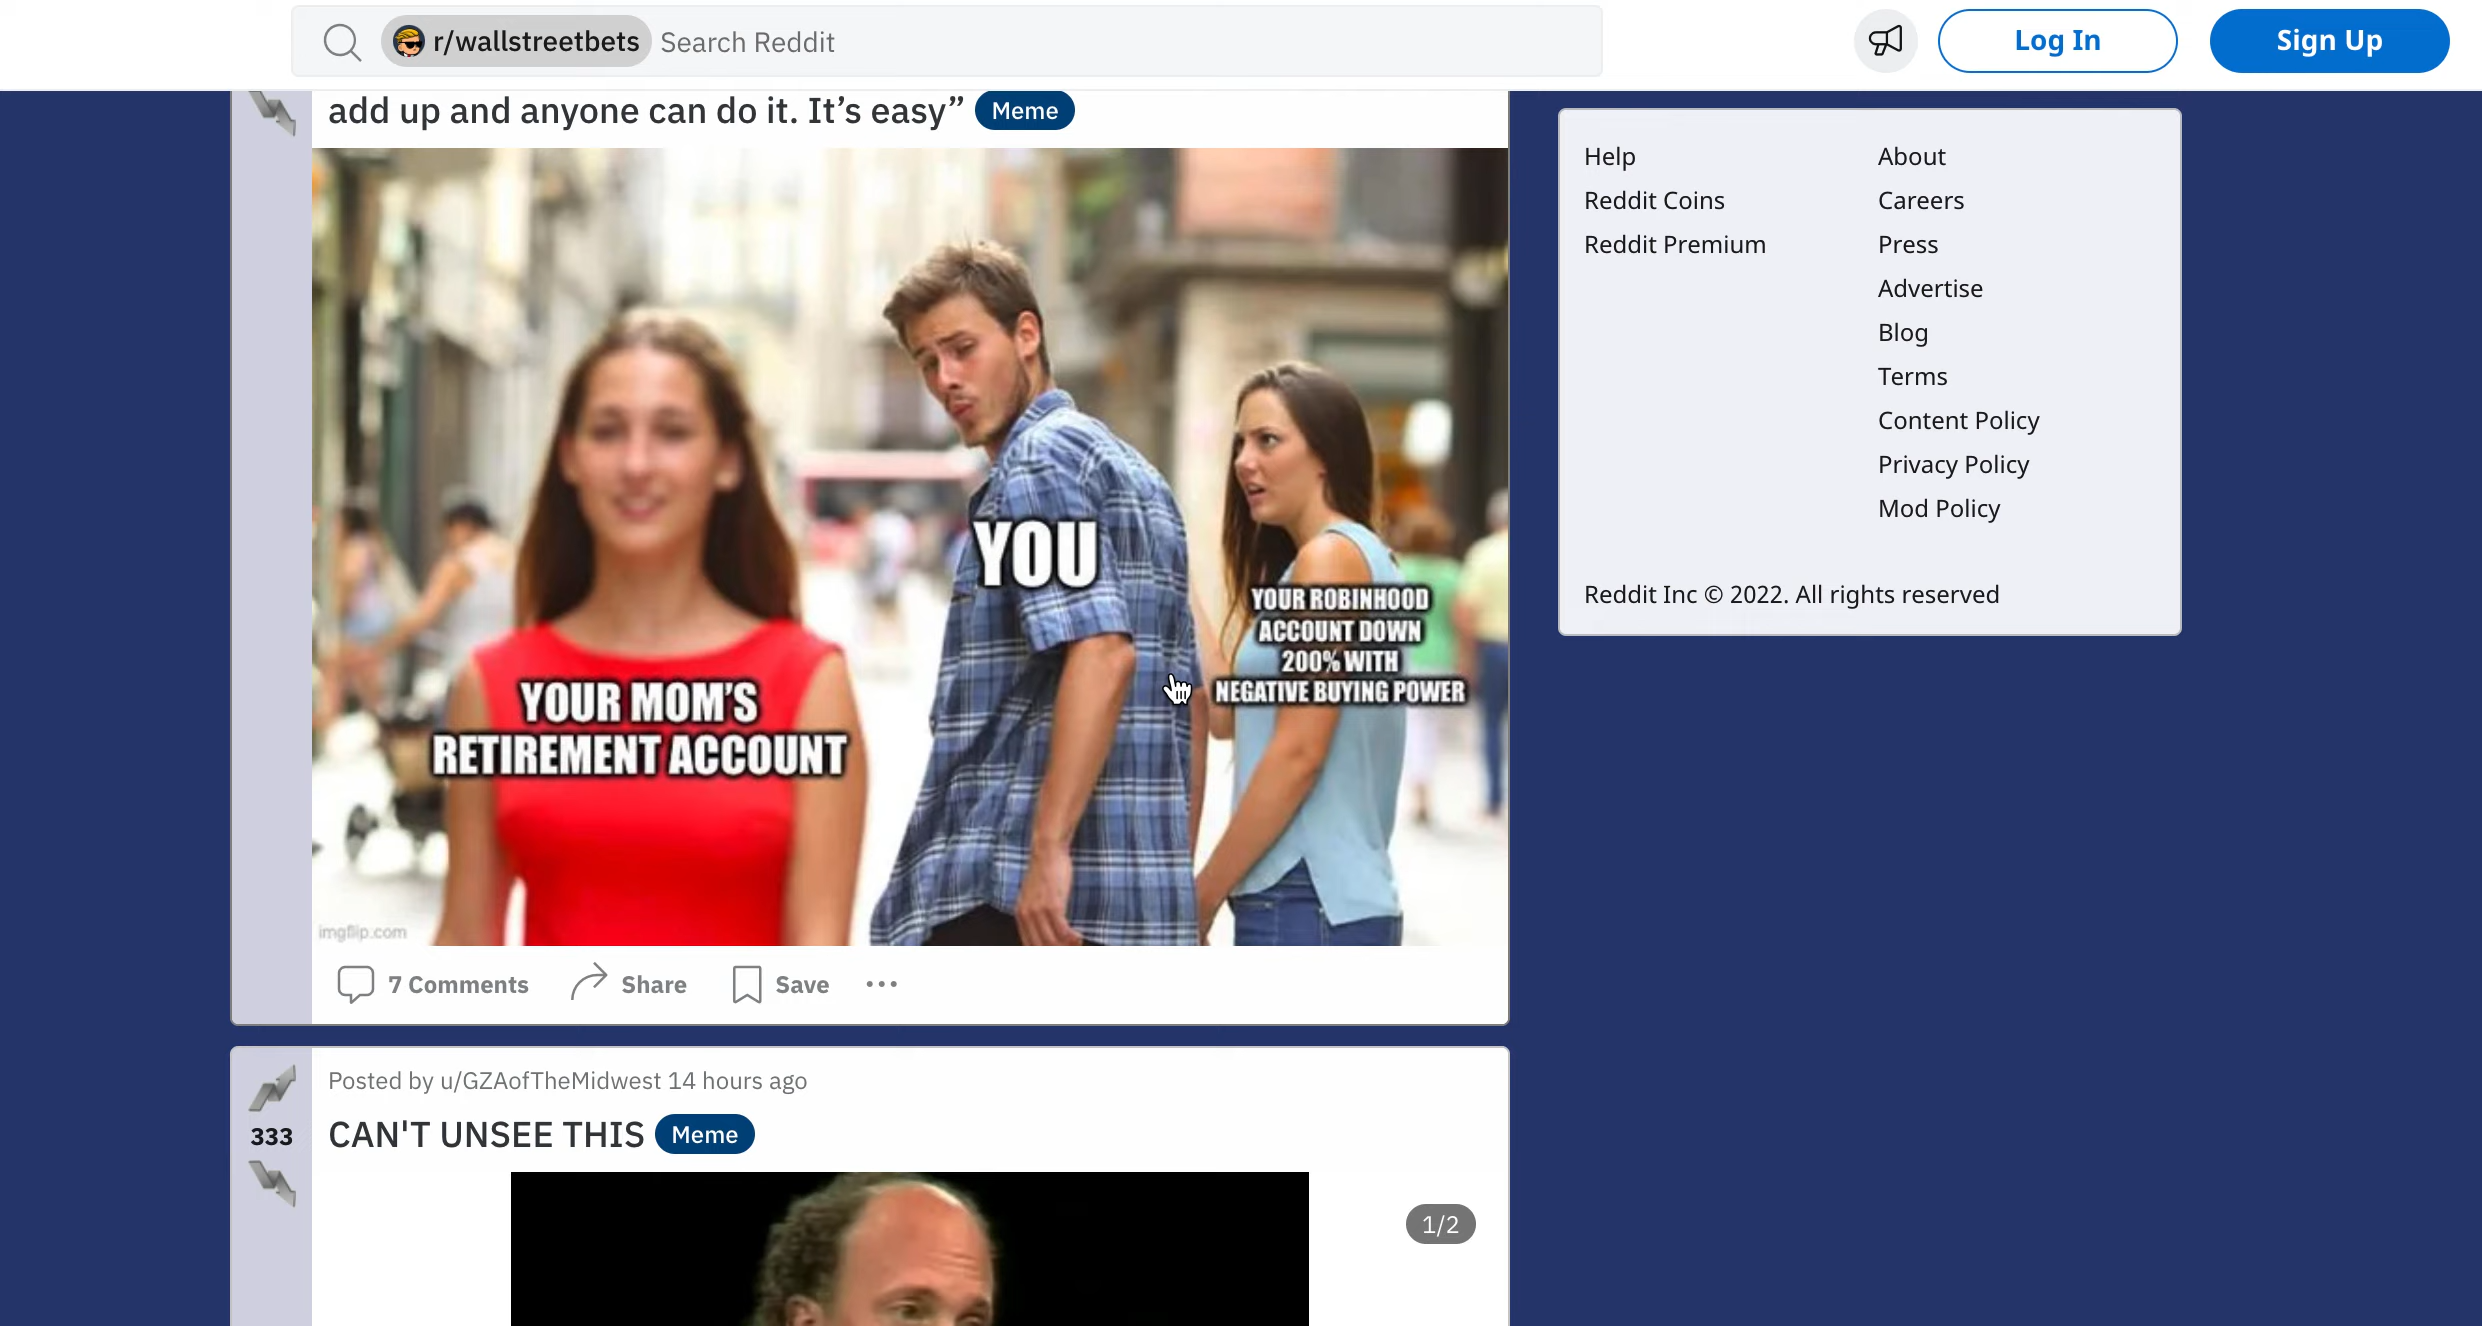 r/wallstreetbets Search Reddit
Log In
Sign Up
add up and anyone can do it. It’s easy” Meme
YOU
YOUR ROBINHOOD
ACCOUNT DOWN
200% WITH
NEGATIVE BUYING POWER
YOUR MOM'S
RETIREMENT ACCOUNT
imgflip.com
7 Comments
Share
Save
Posted by u/GZAofTheMidwest 14 hours ago
333
CAN'T UNSEE THIS Meme
1/2
Help
Reddit Coins
Reddit Premium
About
Careers
Press
Advertise
Blog
Terms
Content Policy
Privacy Policy
Mod Policy
Reddit Inc © 2022. All rights reserved